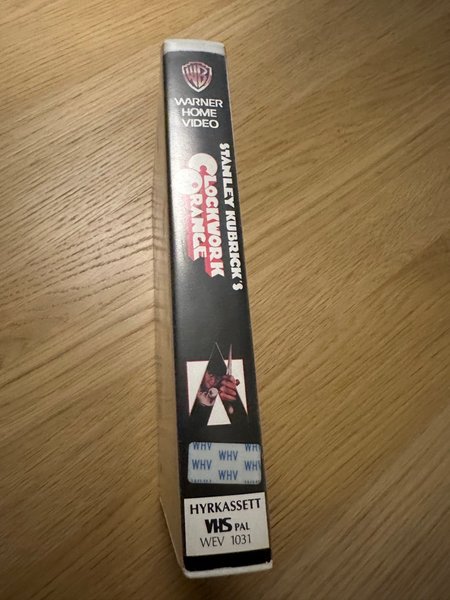 WB
WARNER
HOME
VIDEO
STANLEY KUBRICK'S
CLOCKWORK
ORANGE
WHV WHV
WHV WHV
WHV WHV
HYRKASSETT
VHS PAL
WEV 1031